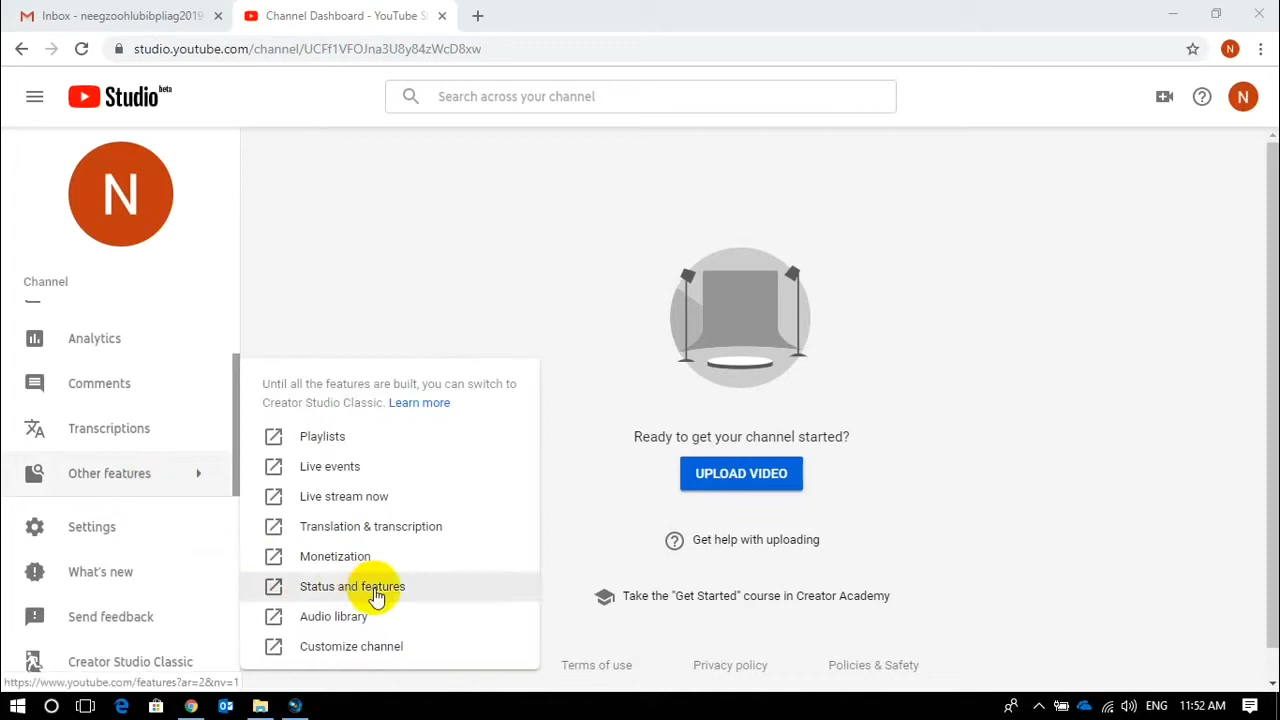 Inbox - neegzoohlubibpliag2019
Channel Dashboard - YouTube S
studio.youtube.com/channel/UCFf1VFOJna3U8y84zWcD8xw
N
Studio beta
Search across your channel
N
N
Channel
Analytics
Comments
Transcriptions
Other features
Settings
What's new
Send feedback
Creator Studio Classic
Until all the features are built, you can switch to
Creator Studio Classic. Learn more
Playlists
Live events
Live stream now
Translation & transcription
Monetization
Status and features
Audio library
Customize channel
Ready to get your channel started?
UPLOAD VIDEO
Get help with uploading
Take the "Get Started" course in Creator Academy
Terms of use
Privacy policy
Policies & Safety
https://www.youtube.com/features?ar=2&nv=1
ENG
11:52 AM